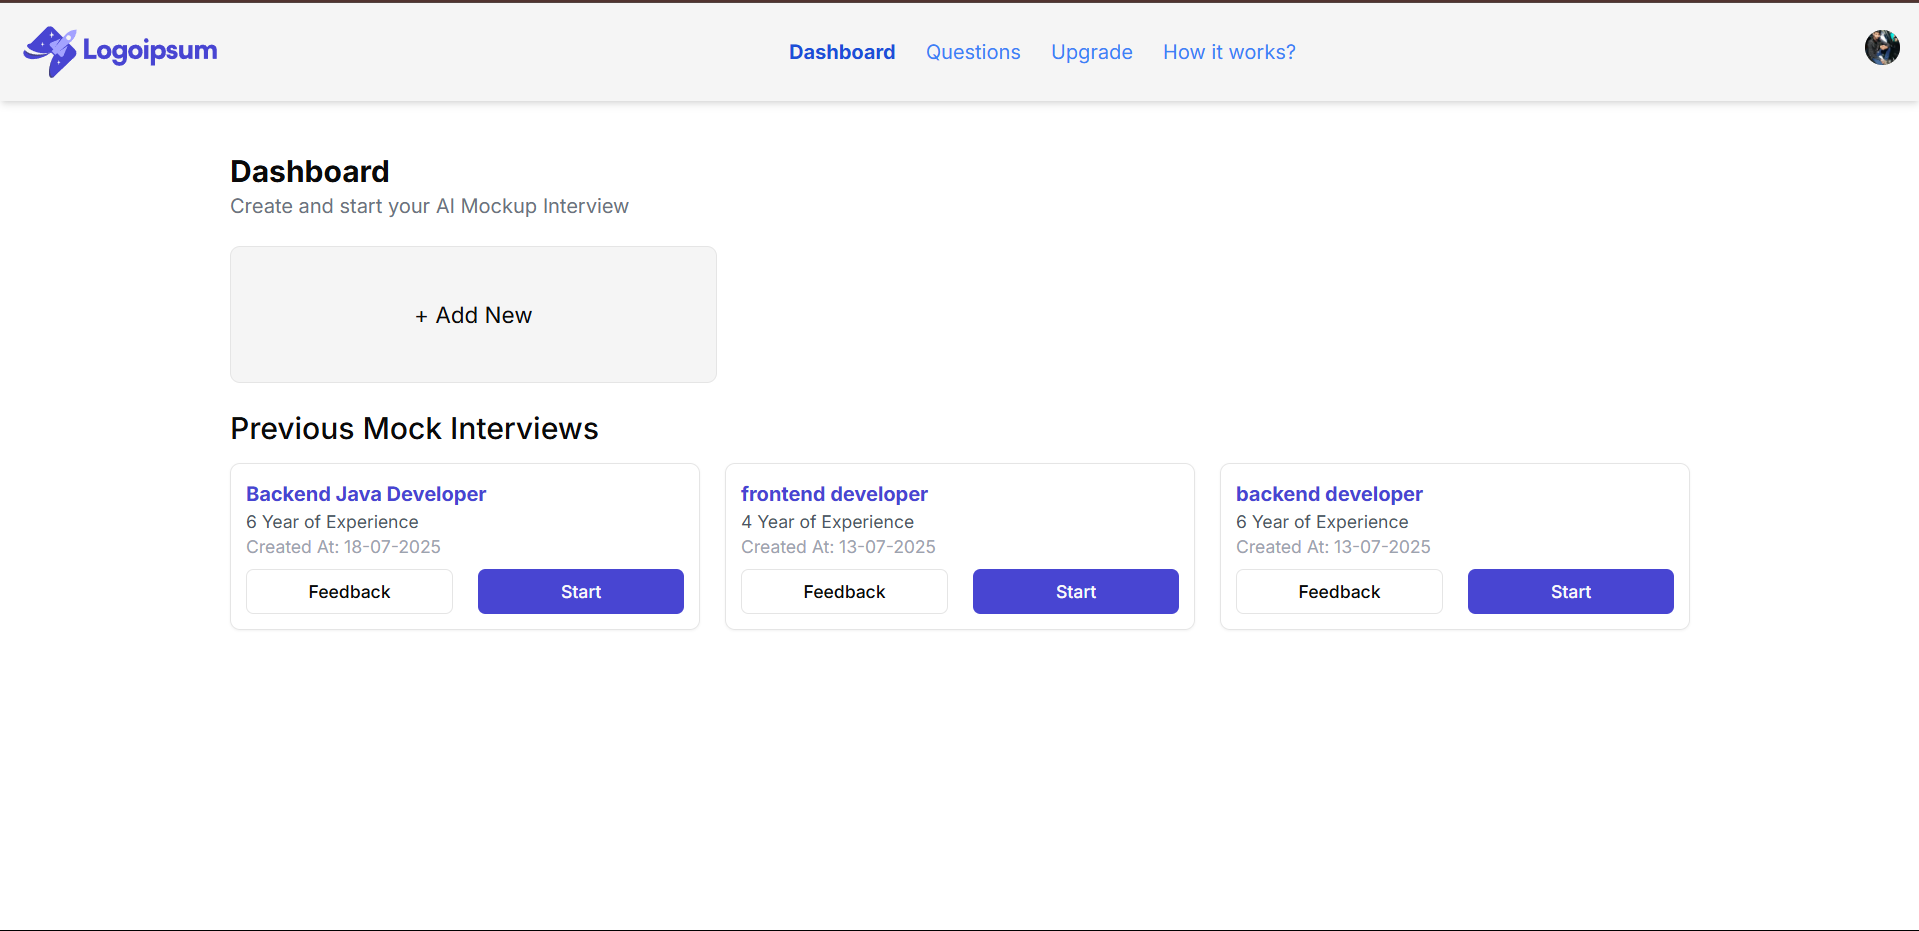 Logoipsum
Dashboard Questions Upgrade How it works?
Dashboard
Create and start your AI Mockup Interview
+ Add New
Previous Mock Interviews
Backend Java Developer
6 Year of Experience
Created At: 18-07-2025
Feedback Start
frontend developer
4 Year of Experience
Created At: 13-07-2025
Feedback Start
backend developer
6 Year of Experience
Created At: 13-07-2025
Feedback Start